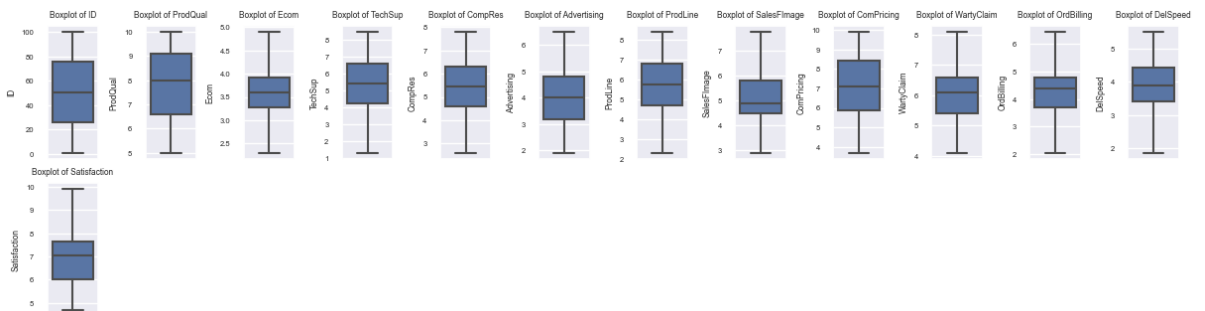 Boxplot of ID
Boxplot of ProdQual
Boxplot of Ecom
Boxplot of TechSup
Boxplot of CompRes
Boxplot of Advertising
Boxplot of ProdLine
Boxplot of SalesFImage
Boxplot of ComPricing
Boxplot of WartyClaim
Boxplot of OrdBilling
Boxplot of DelSpeed
ID
100
80
60
40
20
0
ProdQual
10
9
8
7
6
5
Ecom
5.0
4.5
4.0
3.5
3.0
2.5
TechSup
8
7
6
5
4
3
2
1
CompRes
8
7
6
5
4
3
Advertising
6
5
4
3
2
ProdLine
8
7
6
5
4
3
2
SalesFImage
8
7
6
5
4
3
ComPricing
10
9
8
7
6
5
4
WartyClaim
8
7
6
5
4
OrdBilling
6
5
4
3
2
DelSpeed
5
4
3
2
Boxplot of Satisfaction
Satisfaction
10
9
8
7
6
5